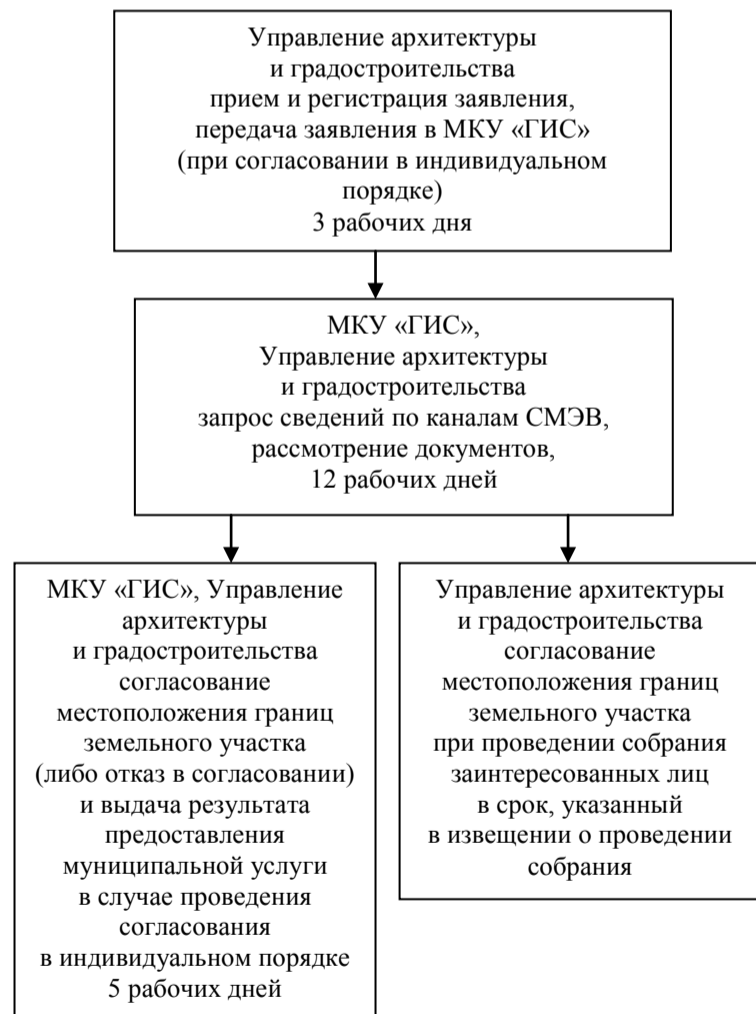 Управление архитектуры
и градостроительства
прием и регистрация заявления,
передача заявления в МКУ «ГИС»
(при согласовании в индивидуальном
порядке)
3 рабочих дня
МКУ «ГИС»,
Управление архитектуры
и градостроительства
запрос сведений по каналам СМЭВ,
рассмотрение документов,
12 рабочих дней
МКУ «ГИС», Управление
архитектуры
и градостроительства
согласование
местоположения границ
земельного участка
(либо отказ в согласовании)
и выдача результата
предоставления
муниципальной услуги
в случае проведения
согласования
в индивидуальном порядке
5 рабочих дней
Управление архитектуры
и градостроительства
согласование
местоположения границ
земельного участка
при проведении собрания
заинтересованных лиц
в срок, указанный
в извещении о проведении
собрания